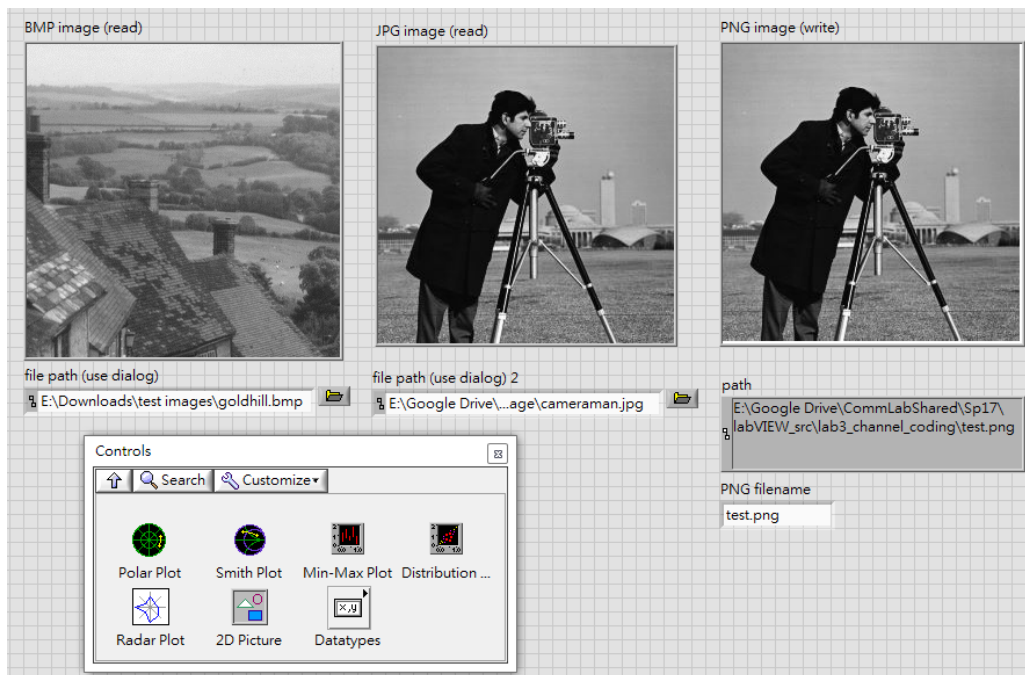 BMP image (read)
JPG image (read)
PNG image (write)
file path (use dialog)
E:\Downloads\test images\goldhill.bmp
file path (use dialog) 2
E:\Google Drive\...age\cameraman.jpg
path
E:\Google Drive\CommLabShared\Sp17\
labVIEW_src\lab3_channel_coding\test.png
PNG filename
test.png
Controls
Search
Customize
Polar Plot
Smith Plot
Min-Max Plot
Distribution ...
Radar Plot
2D Picture
Datatypes
x,y